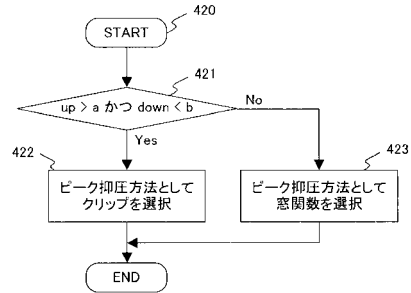 420
START
421
up > a かつ down < b
No
Yes
422
ピーク抑圧方法として
クリップを選択
423
ピーク抑圧方法として
窓関数を選択
END